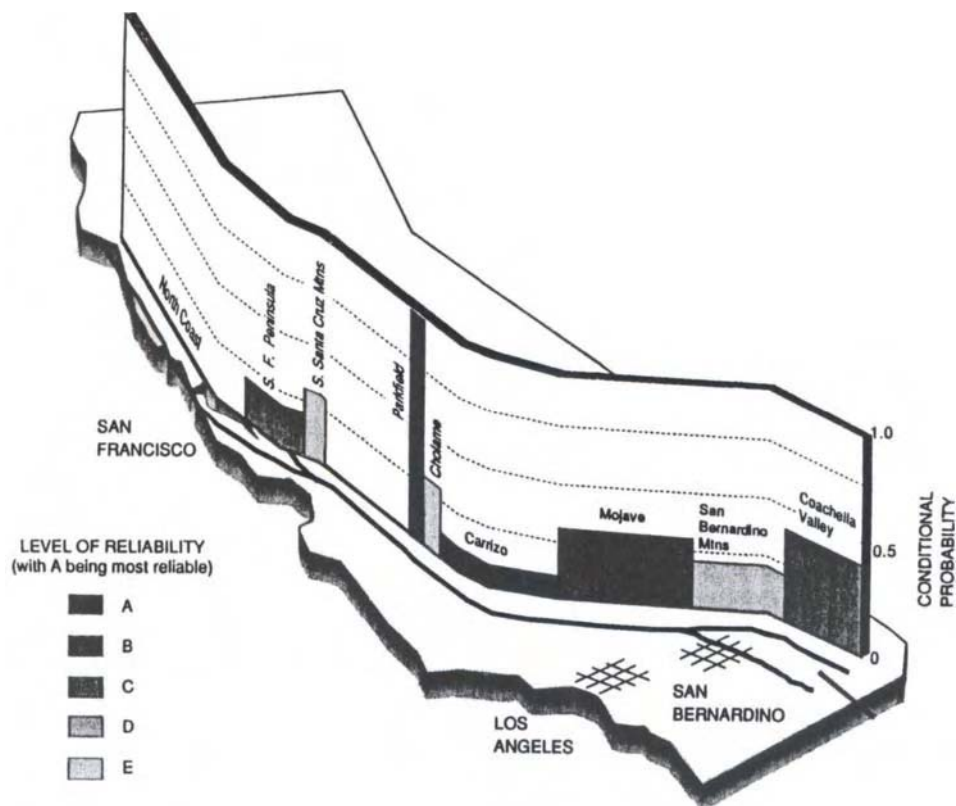 North Coast
S. F. Peninsula
S. Santa Cruz Mtns
Parkfield
Cholame
Carrizo
Mojave
San
Bernardino
Mtns
Coachella
Valley
1.0
0.5
0
CONDITIONAL
PROBABILITY
SAN
FRANCISCO
LOS
ANGELES
SAN
BERNARDINO
LEVEL OF RELIABILITY
(with A being most reliable)
A
B
C
D
E